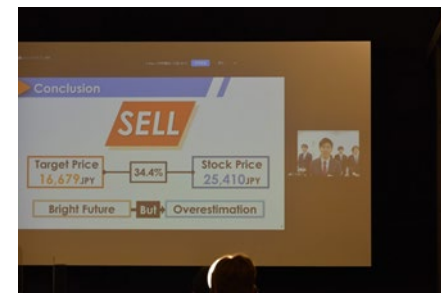 Conclusion
SELL
Target Price
16,679JPY
34.4%
Stock Price
25,410JPY
Bright Future
But
Overestimation